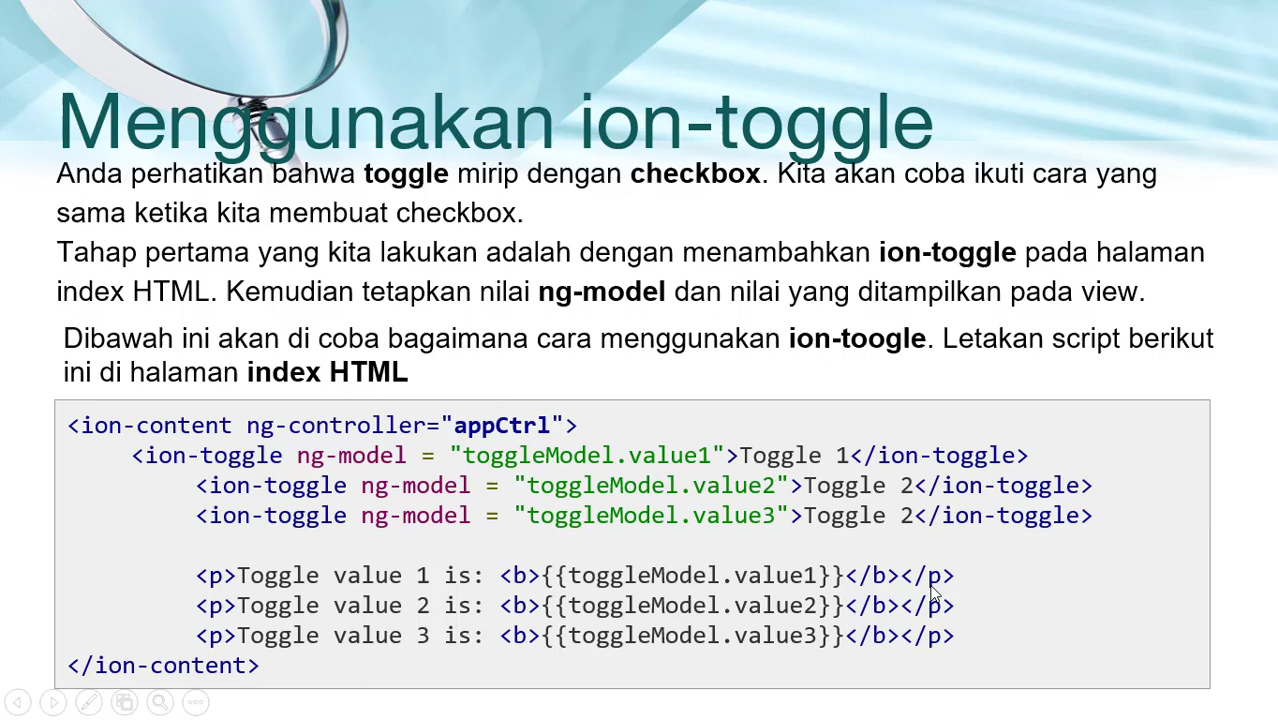 Menggunakan ion-toggle
Anda perhatikan bahwa toggle mirip dengan checkbox. Kita akan coba ikuti cara yang
sama ketika kita membuat checkbox.
Tahap pertama yang kita lakukan adalah dengan menambahkan ion-toggle pada halaman
index HTML. Kemudian tetapkan nilai ng-model dan nilai yang ditampilkan pada view.
Dibawah ini akan di coba bagaimana cara menggunakan ion-toogle. Letakan script berikut
ini di halaman index HTML
<ion-content ng-controller="appCtrl">
<ion-toggle ng-model = "toggleModel.value1">Toggle 1</ion-toggle>
<ion-toggle ng-model = "toggleModel.value2">Toggle 2</ion-toggle>
<ion-toggle ng-model = "toggleModel.value3">Toggle 2</ion-toggle>
<p>Toggle value 1 is: <b>{{toggleModel.value1}}</b></p>
<p>Toggle value 2 is: <b>{{toggleModel.value2}}</b></p>
<p>Toggle value 3 is: <b>{{toggleModel.value3}}</b></p>
</ion-content>